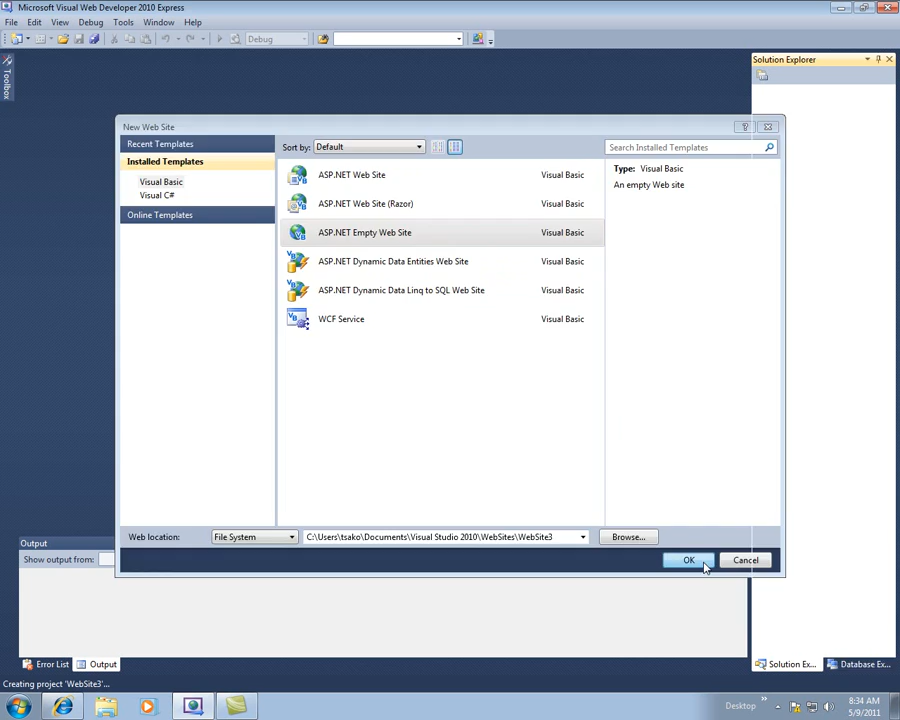 Microsoft Visual Web Developer 2010 Express
File Edit View Debug Tools Window Help
Debug
Toolbox
Solution Explorer
New Web Site
Recent Templates
Installed Templates
Visual Basic
Visual C#
Online Templates
Sort by: Default
Search Installed Templates
ASP.NET Web Site Visual Basic
ASP.NET Web Site (Razor) Visual Basic
ASP.NET Empty Web Site Visual Basic
ASP.NET Dynamic Data Entities Web Site Visual Basic
ASP.NET Dynamic Data Linq to SQL Web Site Visual Basic
WCF Service Visual Basic
Type: Visual Basic
An empty Web site
Web location: File System C:\Users\tsako\Documents\Visual Studio 2010\WebSites\WebSite3 Browse...
OK Cancel
Output
Show output from:
Error List Output
Solution Ex... Database Ex...
Creating project 'WebSite3'...
Desktop »
8:34 AM
5/9/2011